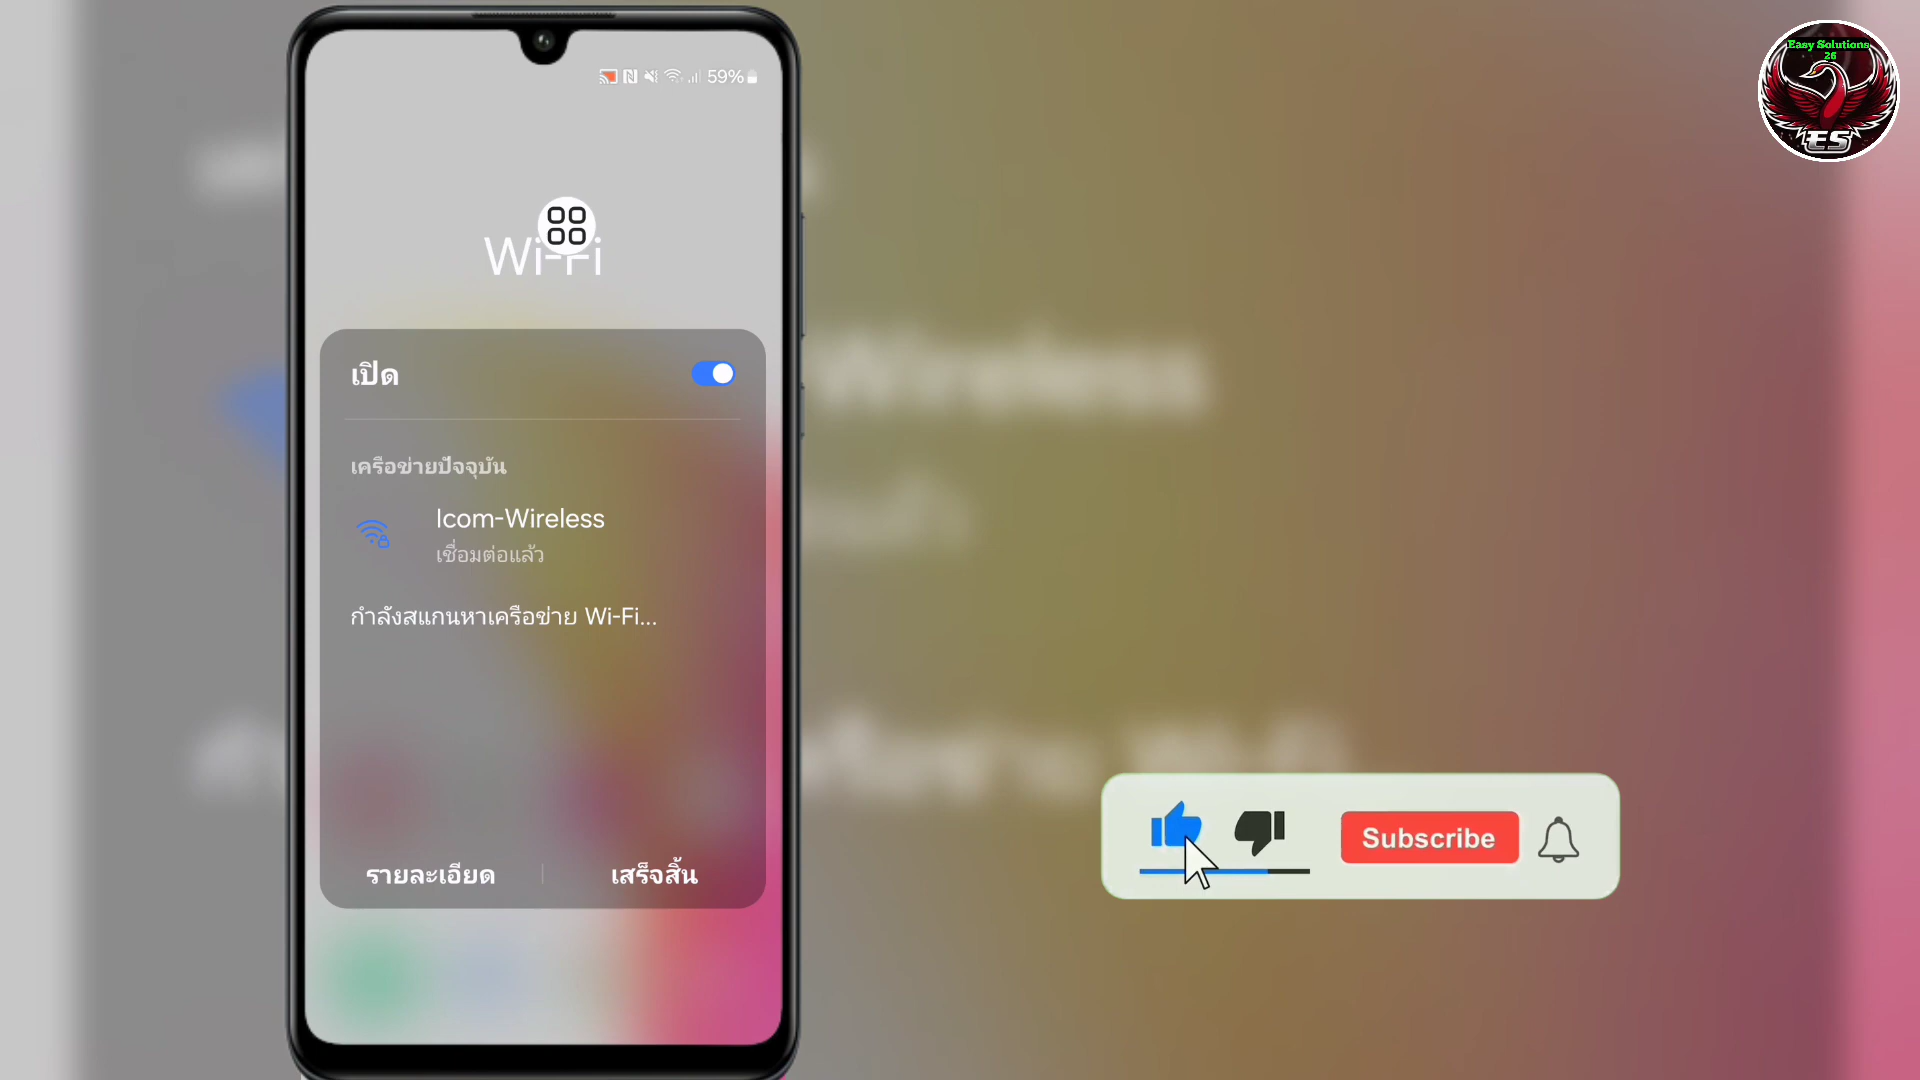 59%
Wi-Fi
เปิด
เครือข่ายปัจจุบัน
Icom-Wireless
เชื่อมต่อแล้ว
กำลังสแกนหาเครือข่าย Wi-Fi...
รายละเอียด
เสร็จสิ้น
Easy Solutions
26
ES
Wireless
Subscribe